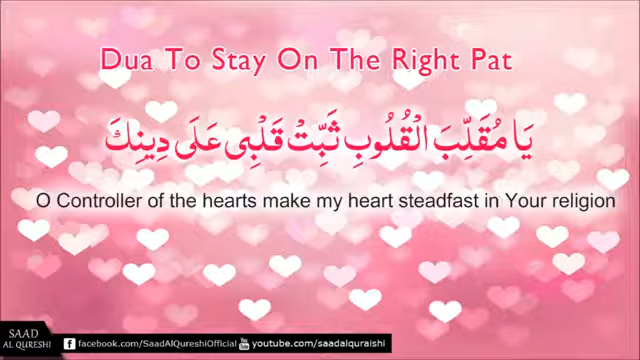 Dua To Stay On The Right Pat
يَا مُقَلِّبَ الْقُلُوبِ ثَبِّتْ قَلْبِى عَلَى دِينِكَ
O Controller of the hearts make my heart steadfast in Your religion
SAAD
AL QURESHI
facebook.com/SaadAlQureshiOfficial
youtube.com/saadalquraishi